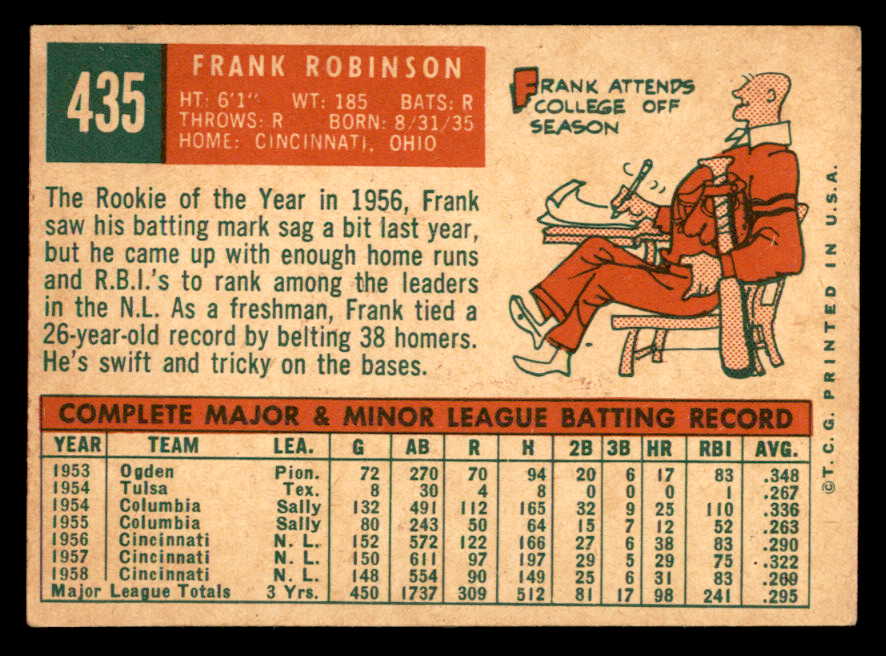 435
FRANK ROBINSON
HT: 6'1" WT: 185 BATS: R
THROWS: R BORN: 8/31/35
HOME: CINCINNATI, OHIO
FRANK ATTENDS
COLLEGE OFF
SEASON
The Rookie of the Year in 1956, Frank
saw his batting mark sag a bit last year,
but he came up with enough home runs
and R.B.I.'s to rank among the leaders
in the N.L. As a freshman, Frank tied a
26-year-old record by belting 38 homers.
He's swift and tricky on the bases.
COMPLETE MAJOR & MINOR LEAGUE BATTING RECORD
YEAR TEAM LEA. G AB R H 2B 3B HR RBI AVG.
1953 Ogden Pion. 72 270 70 94 20 6 17 83 .348
1954 Tulsa Tex. 8 30 4 8 0 0 0 1 .267
1954 Columbia Sally 132 491 112 165 32 9 25 110 .336
1955 Columbia Sally 80 243 50 64 15 7 12 52 .263
1956 Cincinnati N. L. 152 572 122 166 27 6 38 83 .290
1957 Cincinnati N. L. 150 611 97 197 29 5 29 75 .322
1958 Cincinnati N. L. 148 554 90 149 25 6 31 83 .269
Major League Totals 3 Yrs. 450 1737 309 512 81 17 98 241 .295
©T. C. G. PRINTED IN U.S.A.